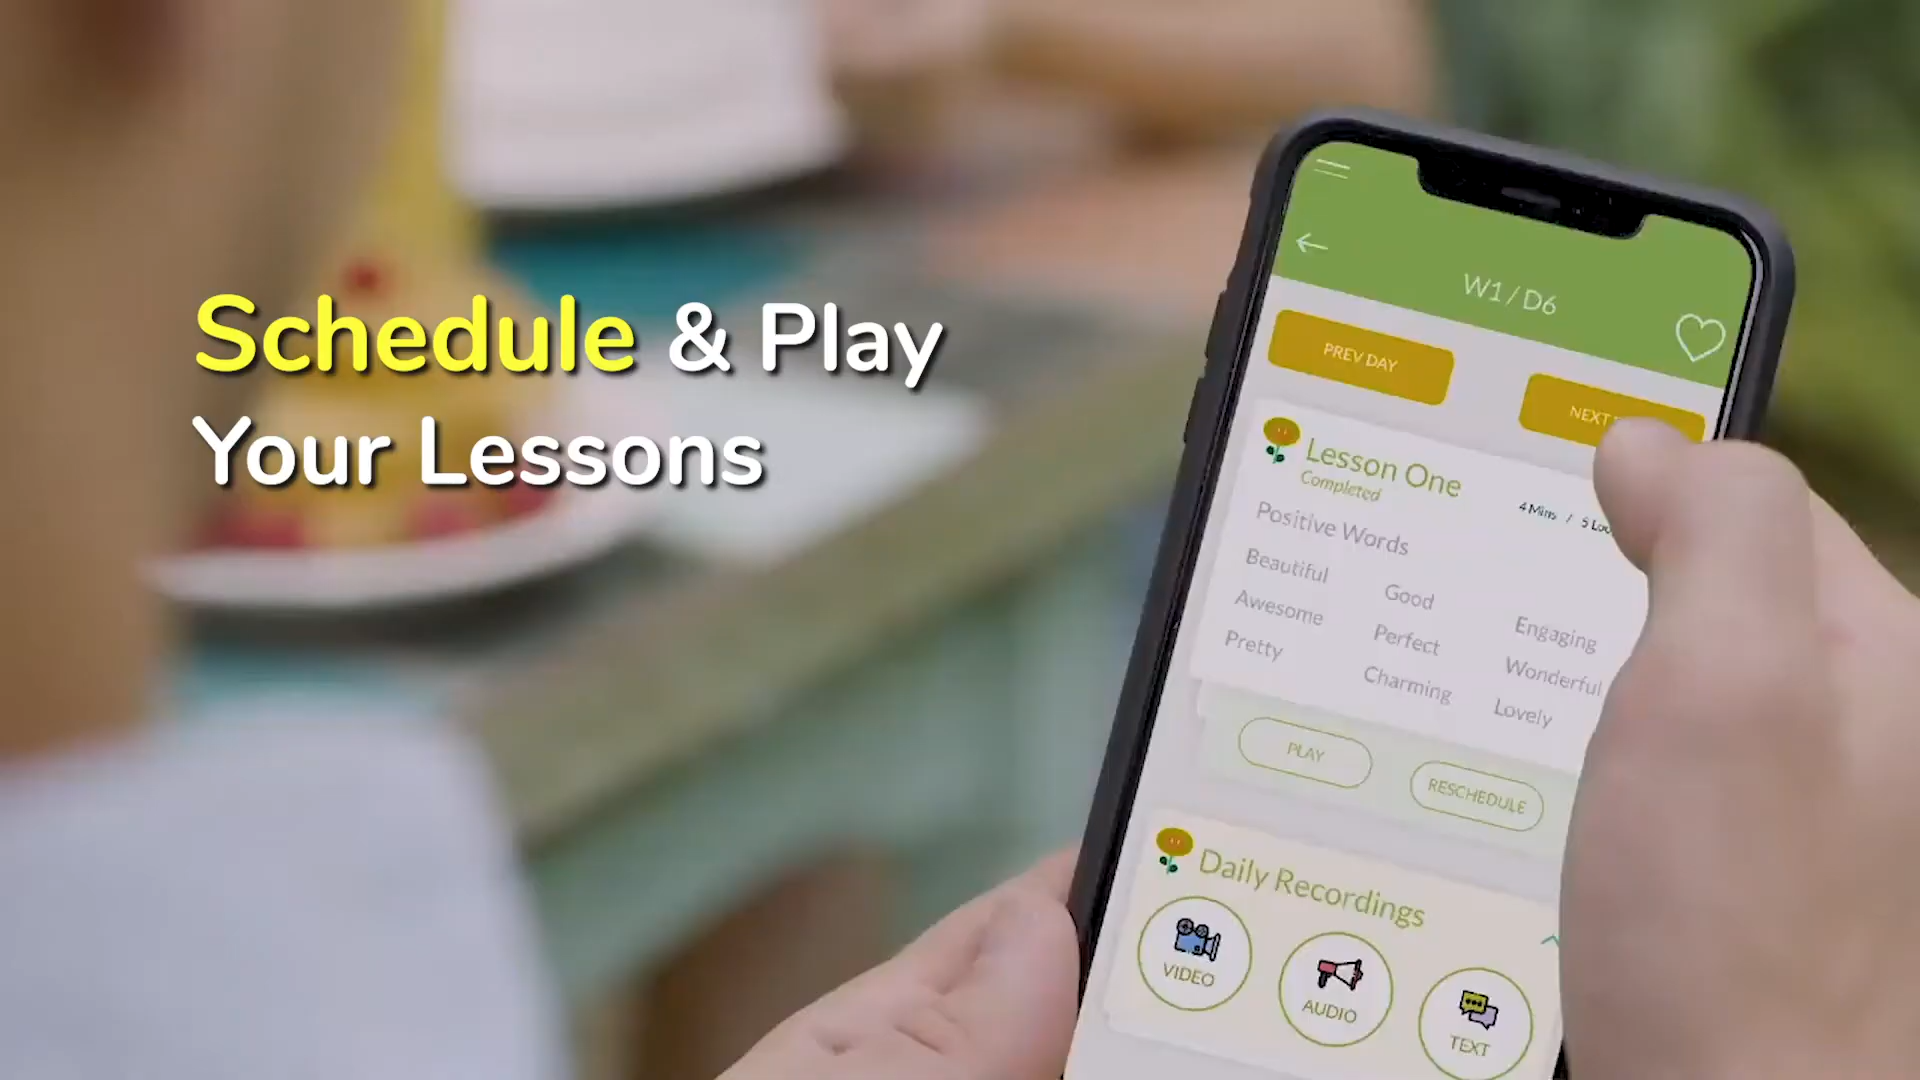 Schedule & Play
Your Lessons
W1 / D6
PREV DAY
NEXT
Lesson One
Completed
4 Mins / 5
Positive Words
Beautiful
Good
Engaging
Awesome
Perfect
Wonderful
Pretty
Charming
Lovely
PLAY
RESCHEDULE
Daily Recordings
VIDEO
AUDIO
TEXT